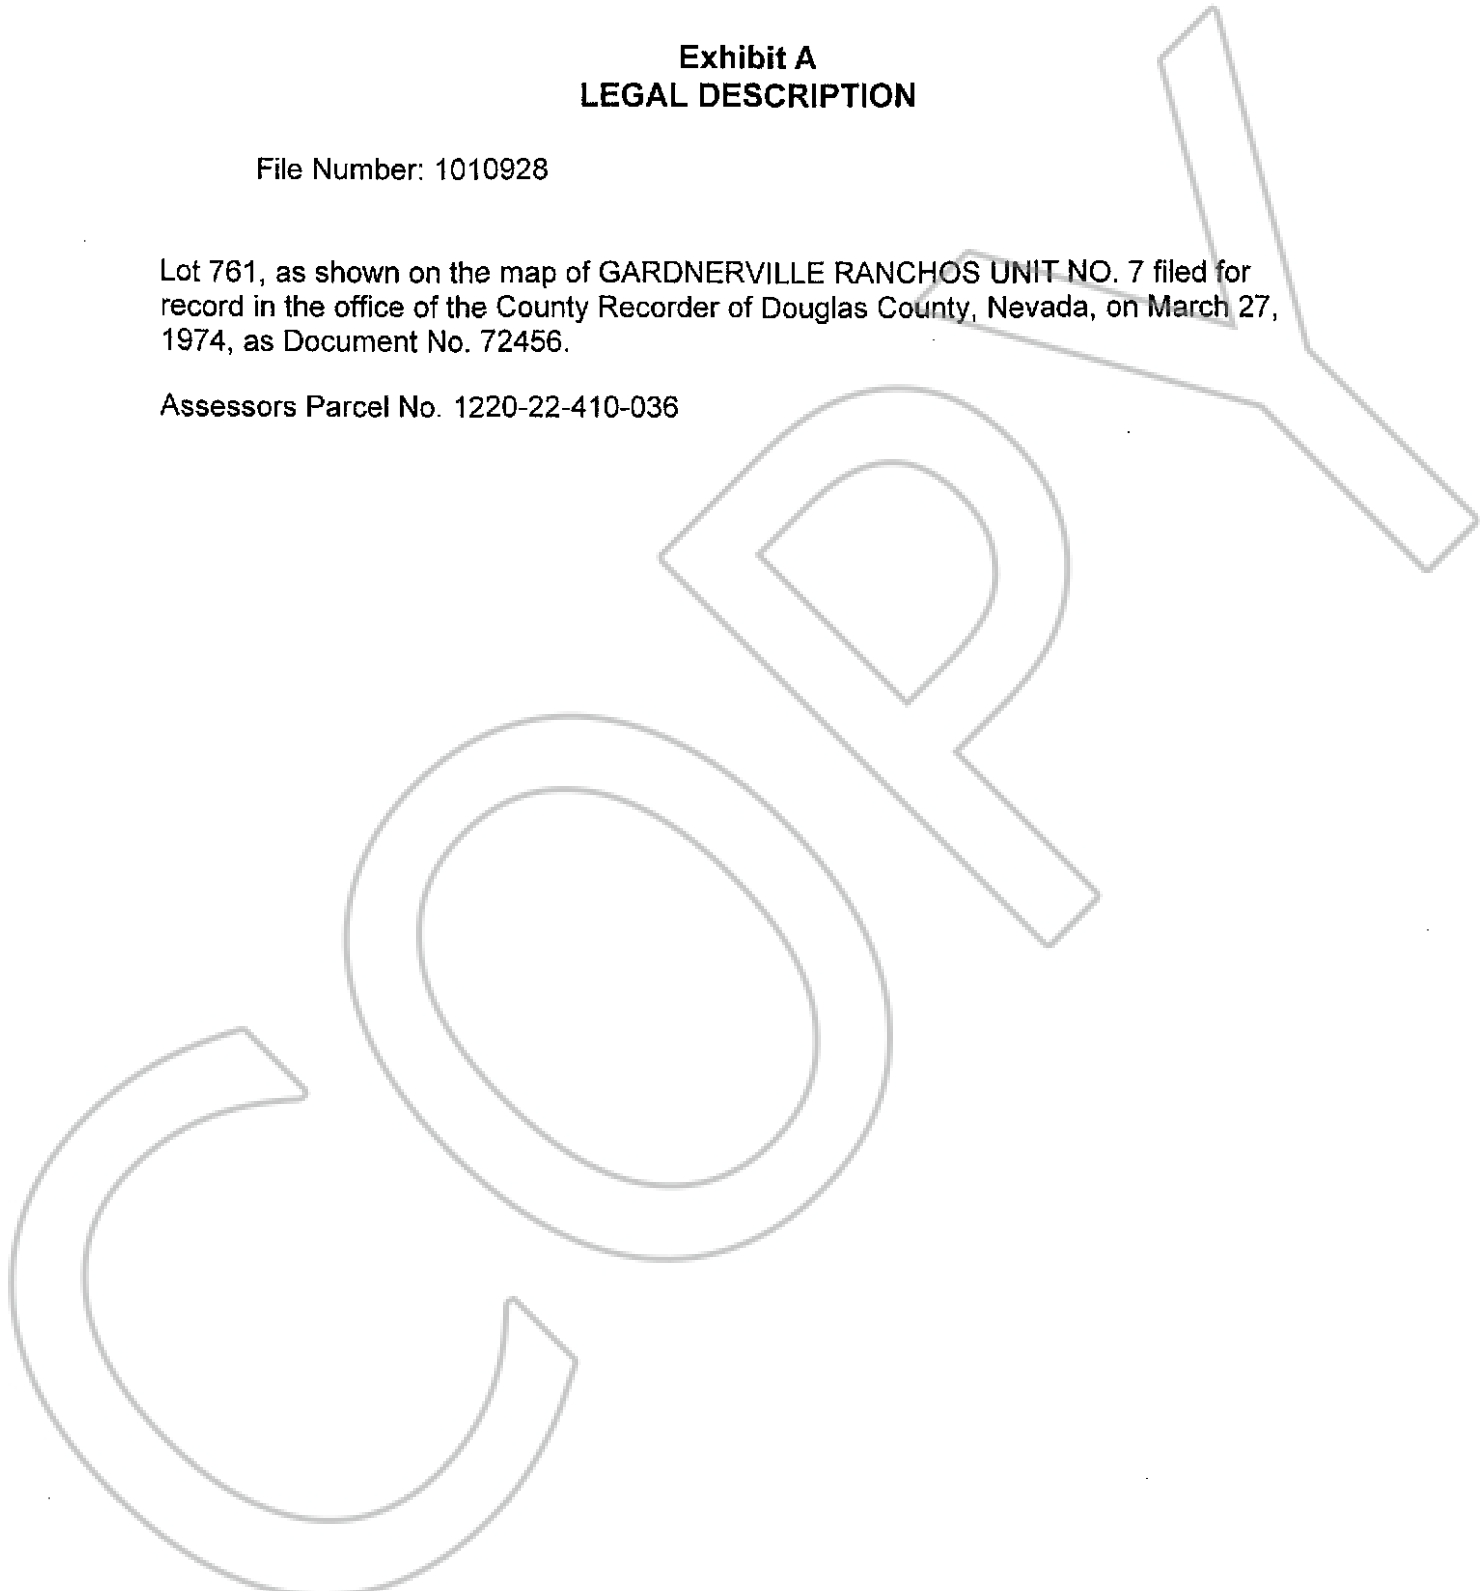 Exhibit A
LEGAL DESCRIPTION
File Number: 1010928
Lot 761, as shown on the map of GARDNERVILLE RANCHOS UNIT NO. 7 filed for
record in the office of the County Recorder of Douglas County, Nevada, on March 27,
1974, as Document No. 72456.
Assessors Parcel No. 1220-22-410-036
COPY